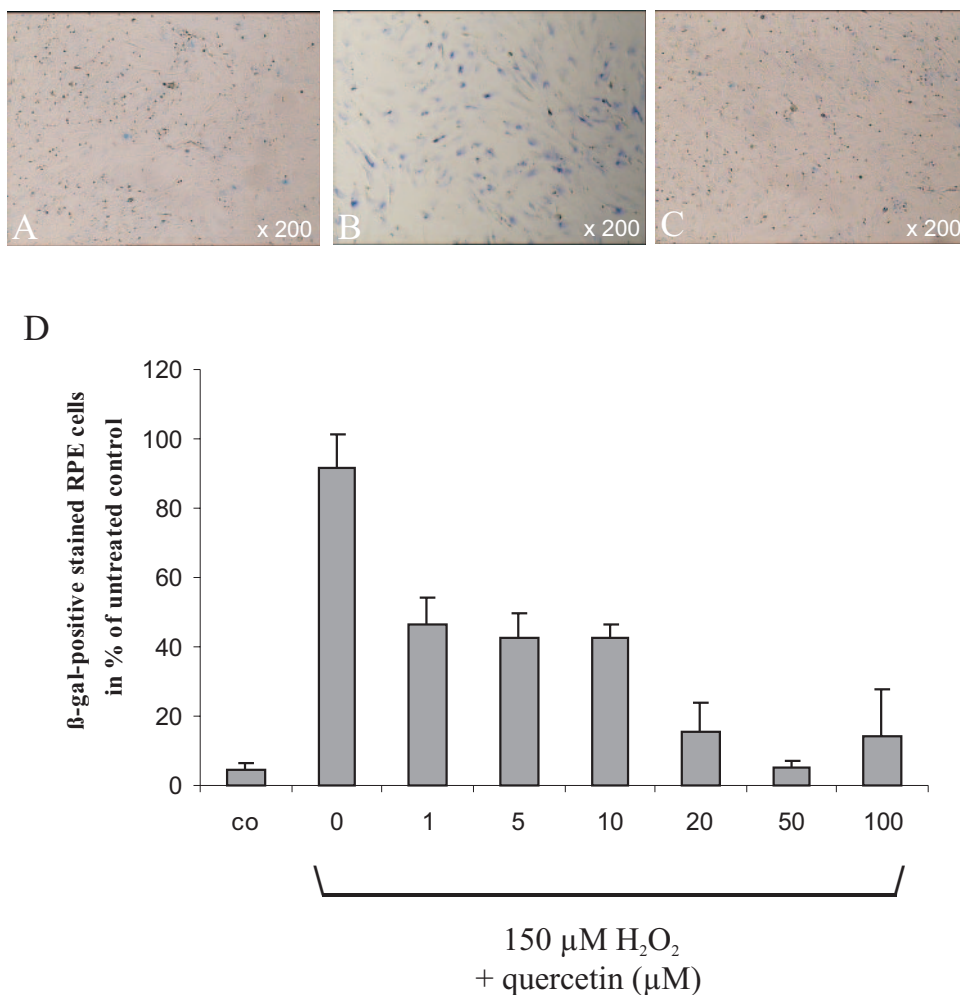 A
x 200
B
x 200
C
x 200
D
ß-gal-positive stained RPE cells
in % of untreated control
120
100
80
60
40
20
0
co
0
1
5
10
20
50
100
150 µM H₂O₂
+ quercetin (µM)